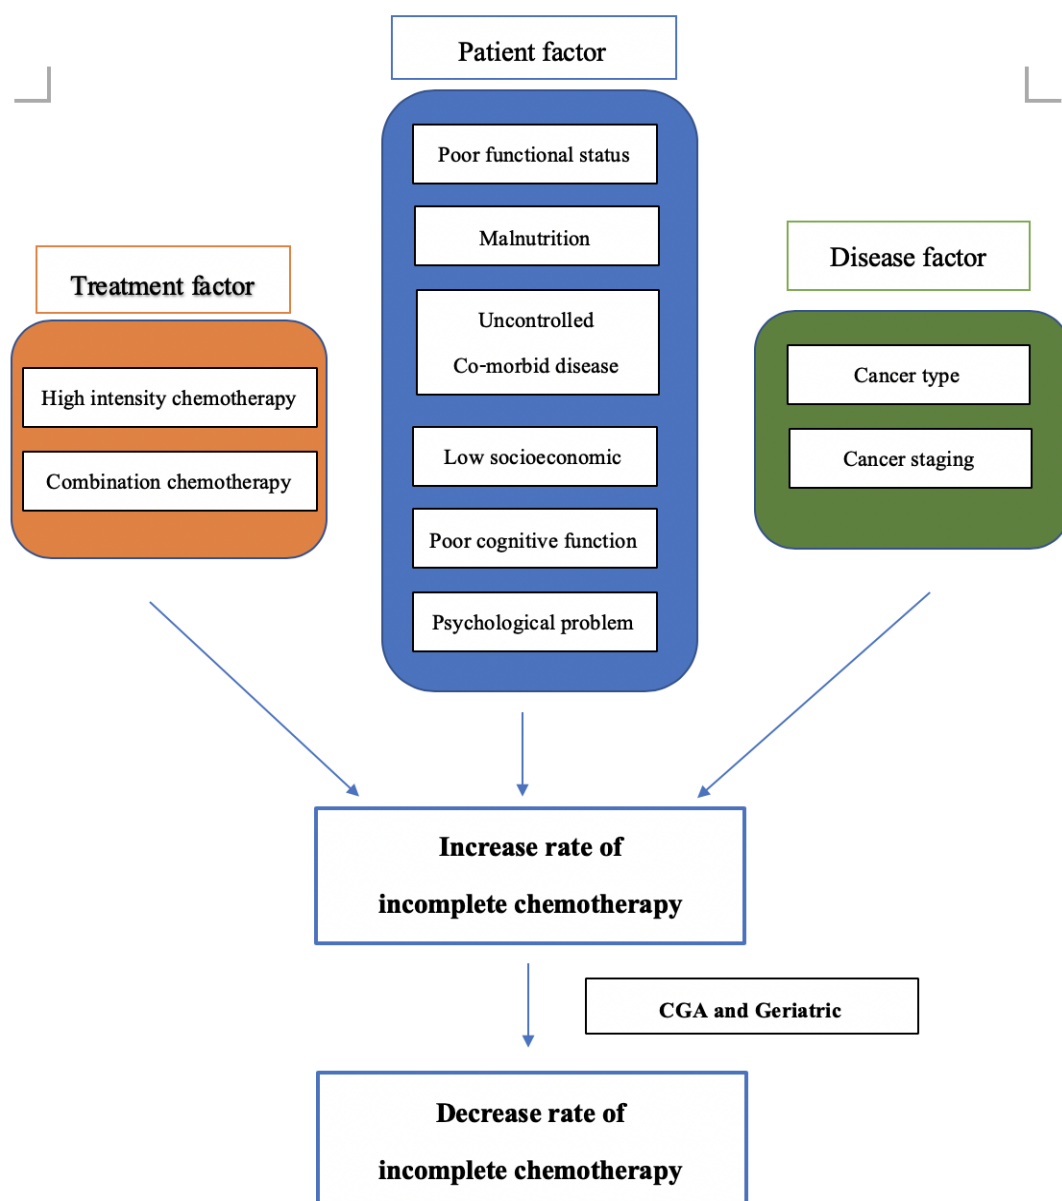 Patient factor
Poor functional status
Malnutrition
Uncontrolled
Co-morbid disease
Low socioeconomic
Poor cognitive function
Psychological problem
Treatment factor
High intensity chemotherapy
Combination chemotherapy
Disease factor
Cancer type
Cancer staging
Increase rate of
incomplete chemotherapy
CGA and Geriatric
Decrease rate of
incomplete chemotherapy